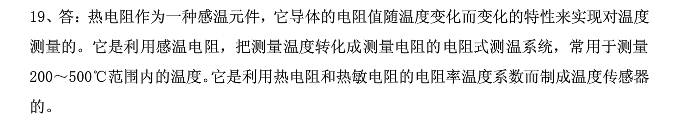 19、答：热电阻作为一种感温元件，它导体的电阻值随温度变化而变化的特性来实现对温度
测量的。它是利用感温电阻，把测量温度转化成测量电阻的电阻式测温系统，常用于测量
200～500℃范围内的温度。它是利用热电阻和热敏电阻的电阻率温度系数而制成温度传感器
的。